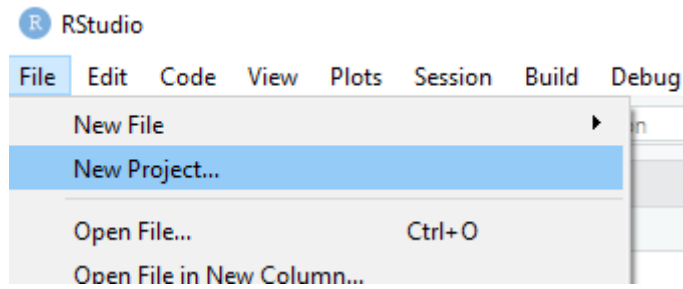 R RStudio
File Edit Code View Plots Session Build Debug
New File
New Project...
Open File... Ctrl+O
Open File in New Column...